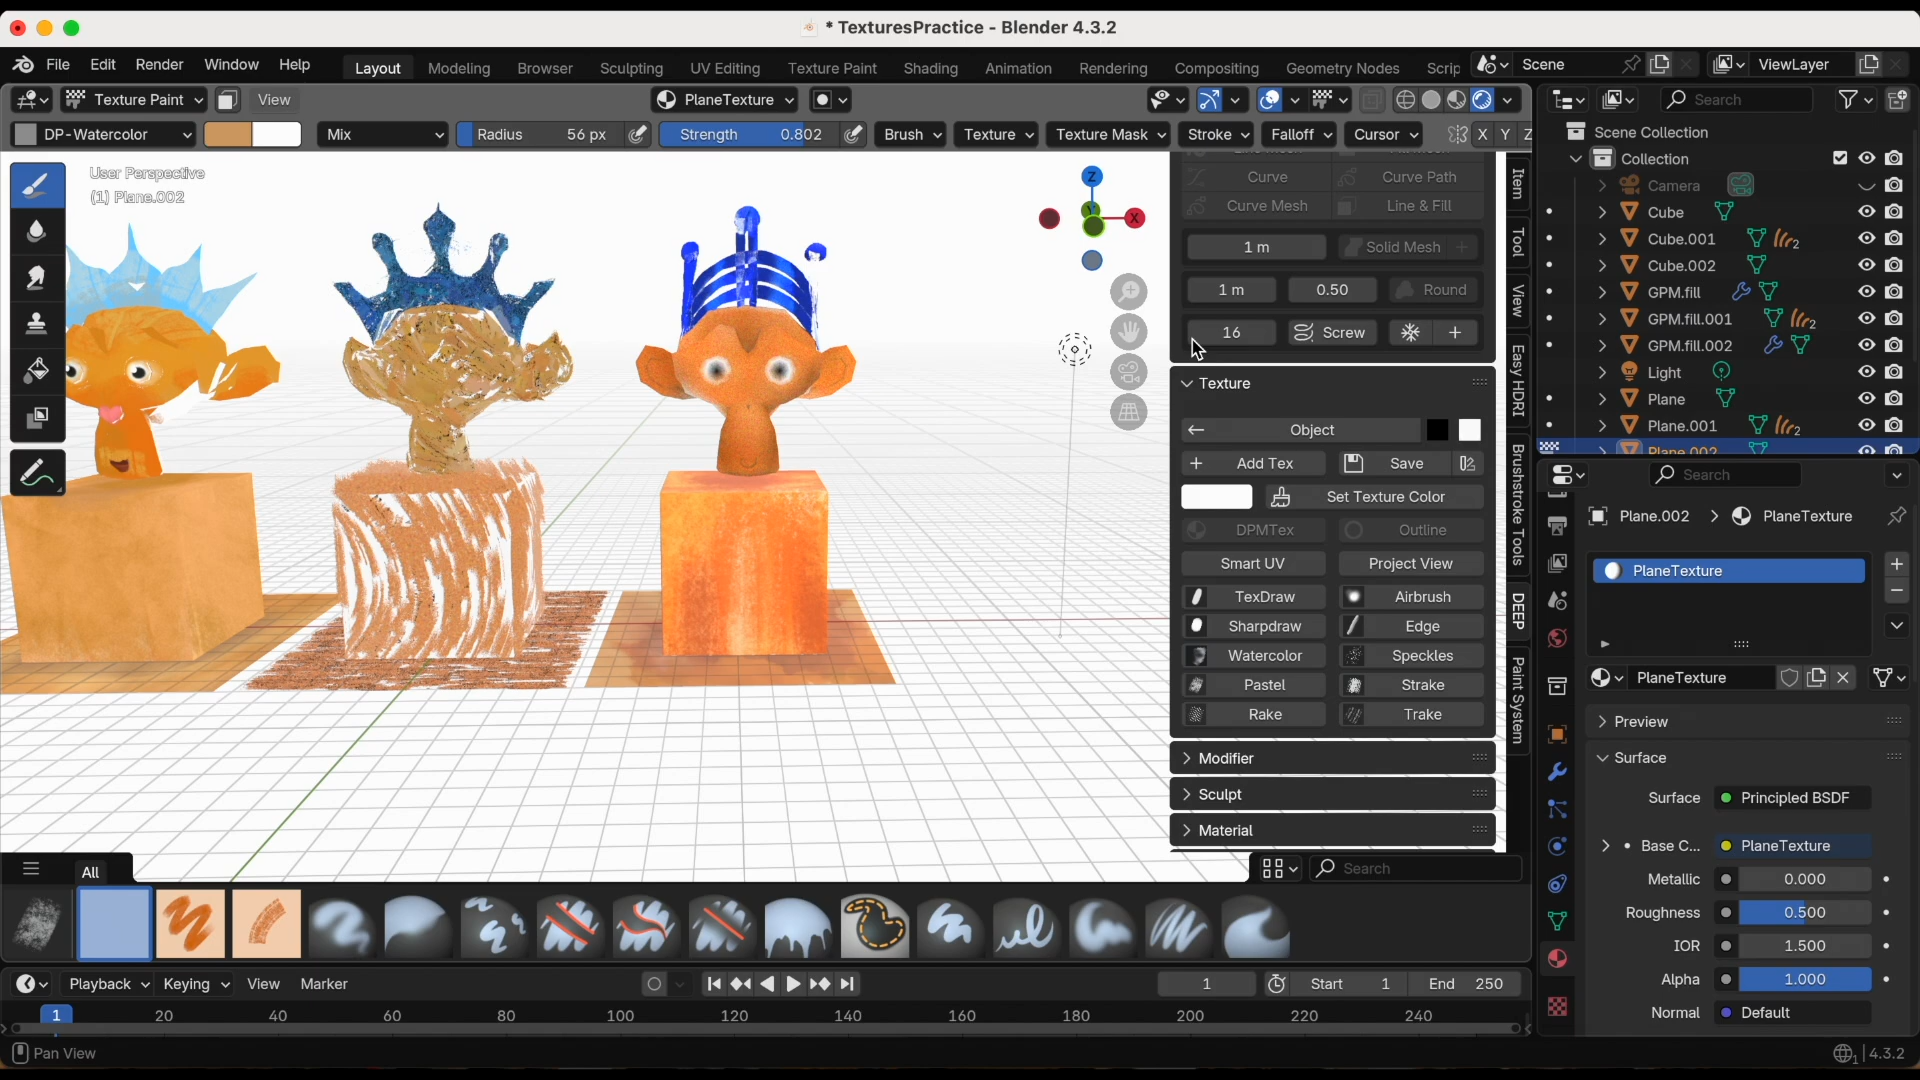 * TexturesPractice - Blender 4.3.2
File Edit Render Window Help Layout Modeling Browser Sculpting UV Editing Texture Paint Shading Animation Rendering Compositing Geometry Nodes Scrip Scene ViewLayer
Texture Paint View PlaneTexture Search
DP-Watercolor Mix Radius 56 px Strength 0.802 Brush Texture Texture Mask Stroke Falloff Cursor X Y Z
User Perspective
(1) Plane.002
Z
X
Curve Curve Path
Curve Mesh Line & Fill
1 m Solid Mesh
1 m 0.50 Round
16 Screw
Texture
Object
Add Tex Save
Set Texture Color
DPMTex Outline
Smart UV Project View
TexDraw Airbrush
Sharpdraw Edge
Watercolor Speckles
Pastel Strake
Rake Trake
Modifier
Sculpt
Material
Item
Tool
View
Easy HDRI
Brushstroke Tools
DEEP
Paint System
Scene Collection
Collection
Camera
Cube
Cube.001 2
Cube.002
GPM.fill
GPM.fill.001 2
GPM.fill.002
Light
Plane
Plane.001 2
Plane.002
Search
Plane.002 > PlaneTexture
PlaneTexture
PlaneTexture
Preview
Surface
Surface Principled BSDF
Base C... PlaneTexture
Metallic 0.000
Roughness 0.500
IOR 1.500
Alpha 1.000
Normal Default
All Search
Playback Keying View Marker 1 Start 1 End 250
1 20 40 60 80 100 120 140 160 180 200 220 240
Pan View 1 4.3.2